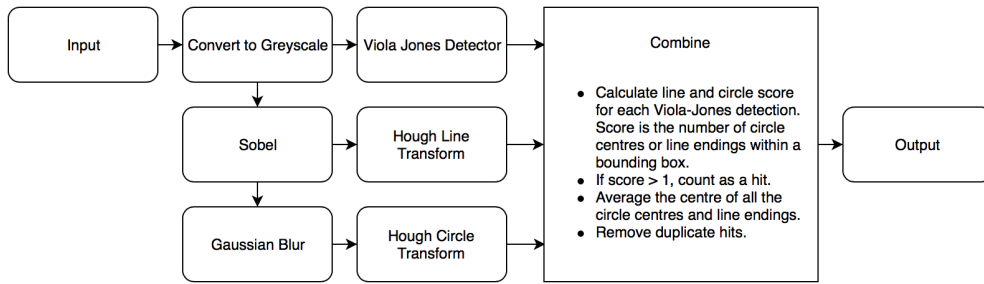 Input
Convert to Greyscale
Viola Jones Detector
Combine
● Calculate line and circle score
for each Viola-Jones detection.
Score is the number of circle
centres or line endings within a
bounding box.
● If score > 1, count as a hit.
● Average the centre of all the
circle centres and line endings.
● Remove duplicate hits.
Sobel
Hough Line
Transform
Output
Gaussian Blur
Hough Circle
Transform